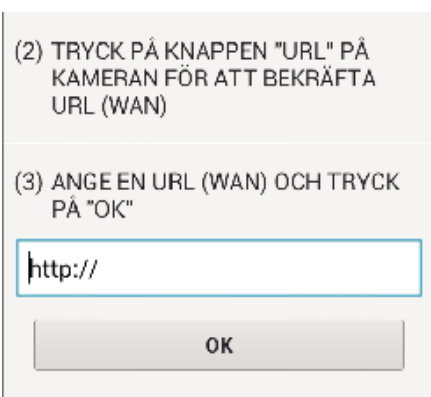 (2) TRYCK PÅ KNAPPEN "URL" PÅ
KAMERAN FÖR ATT BEKRÄFTA
URL (WAN)
(3) ANGE EN URL (WAN) OCH TRYCK
PÅ "OK"
http://
OK